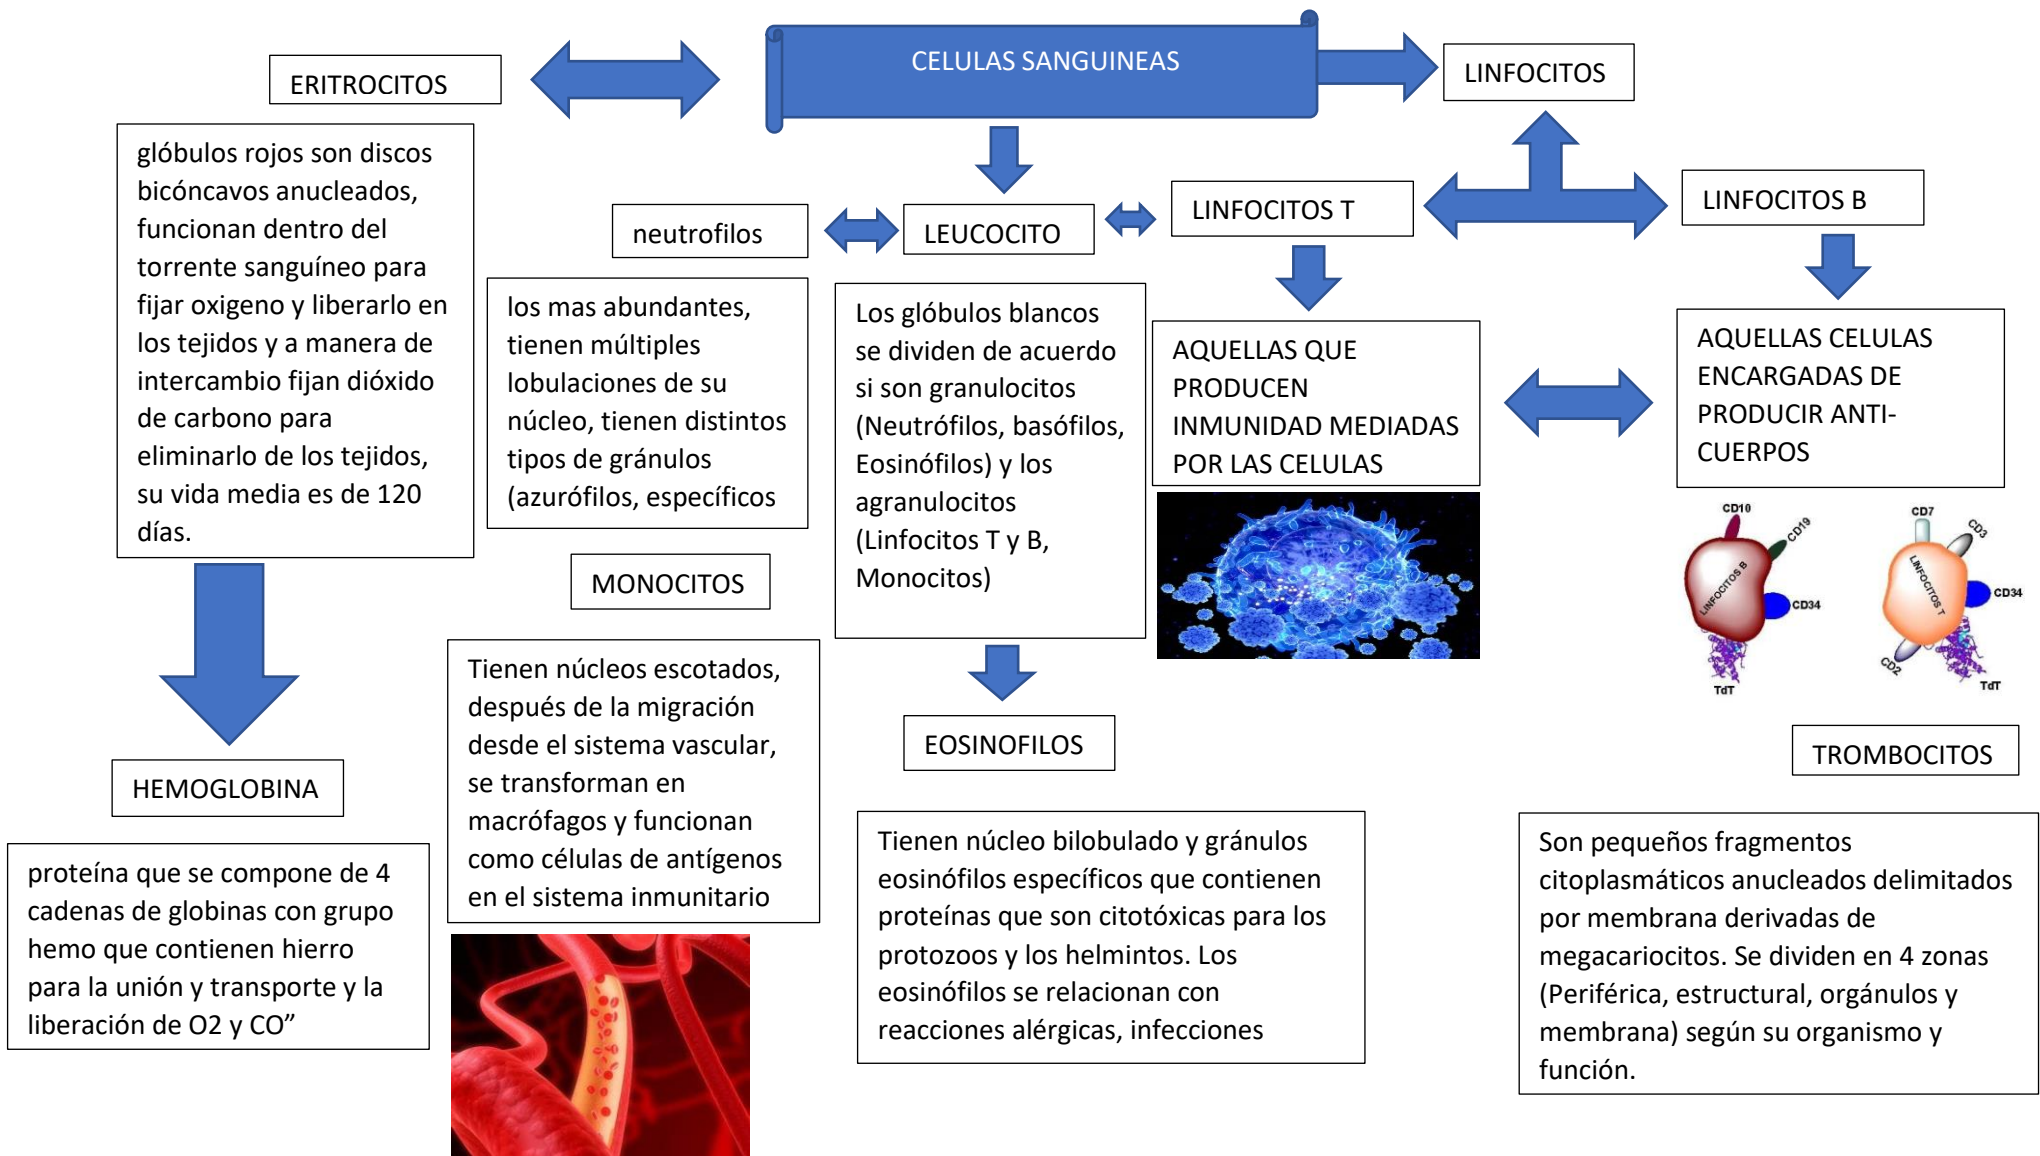 CELULAS SANGUINEAS
ERITROCITOS
glóbulos rojos son discos
bicóncavos anucleados,
funcionan dentro del
torrente sanguíneo para
fijar oxigeno y liberarlo en
los tejidos y a manera de
intercambio fijan dióxido
de carbono para
eliminarlo de los tejidos,
su vida media es de 120
días.
HEMOGLOBINA
proteína que se compone de 4
cadenas de globinas con grupo
hemo que contienen hierro
para la unión y transporte y la
liberación de O2 y CO”
neutrofilos
los mas abundantes,
tienen múltiples
lobulaciones de su
núcleo, tienen distintos
tipos de gránulos
(azurófilos, específicos
MONOCITOS
Tienen núcleos escotados,
después de la migración
desde el sistema vascular,
se transforman en
macrófagos y funcionan
como células de antígenos
en el sistema inmunitario
LEUCOCITO
Los glóbulos blancos
se dividen de acuerdo
si son granulocitos
(Neutrófilos, basófilos,
Eosinófilos) y los
agranulocitos
(Linfocitos T y B,
Monocitos)
EOSINOFILOS
Tienen núcleo bilobulado y gránulos
eosinófilos específicos que contienen
proteínas que son citotóxicas para los
protozoos y los helmintos. Los
eosinófilos se relacionan con
reacciones alérgicas, infecciones
LINFOCITOS
LINFOCITOS T
AQUELLAS QUE
PRODUCEN
INMUNIDAD MEDIADAS
POR LAS CELULAS
LINFOCITOS B
AQUELLAS CELULAS
ENCARGADAS DE
PRODUCIR ANTI-
CUERPOS
CD10
CD19
LINFOCITOS B
CD34
TdT
CD7
CD3
LINFOCITOS T
CD34
CD2
TdT
TROMBOCITOS
Son pequeños fragmentos
citoplasmáticos anucleados delimitados
por membrana derivadas de
megacariocitos. Se dividen en 4 zonas
(Periférica, estructural, orgánulos y
membrana) según su organismo y
función.